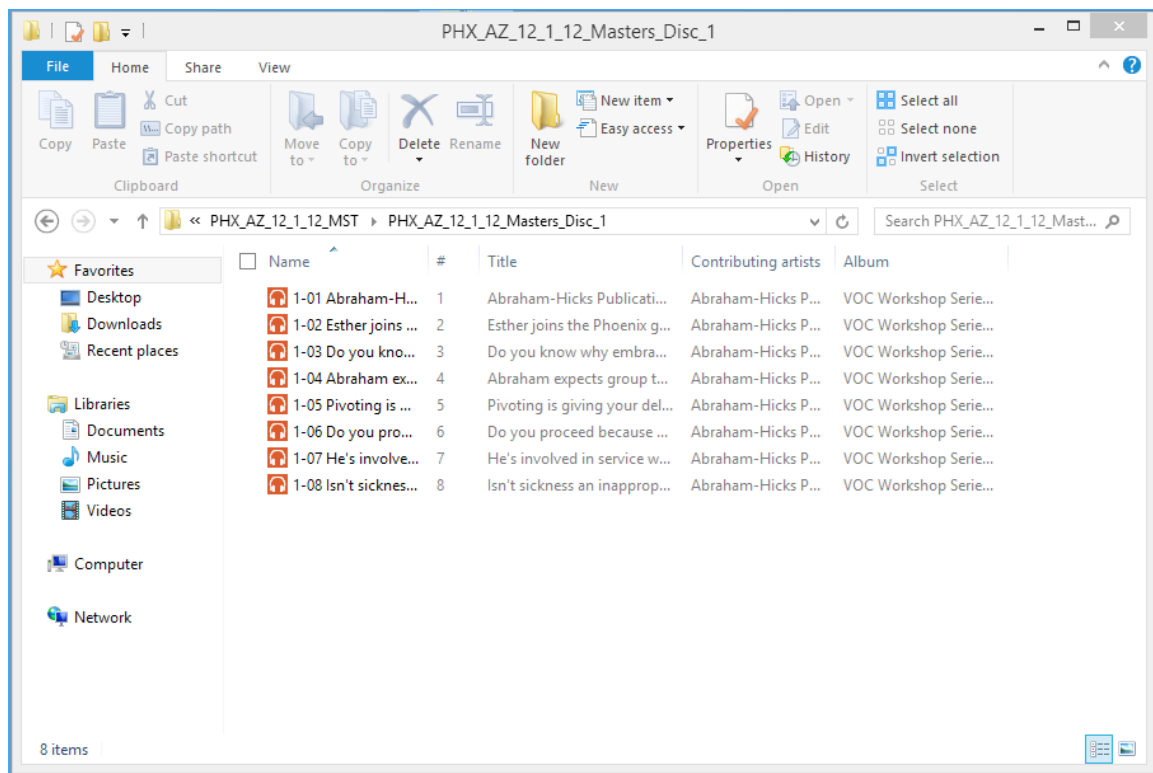 PHX_AZ_12_1_12_Masters_Disc_1
File Home Share View
Copy
Paste
Cut
Copy path
Paste shortcut
Clipboard
Move to
Copy to
Delete
Rename
Organize
New folder
New item
Easy access
New
Properties
Open
Edit
History
Open
Select all
Select none
Invert selection
Select
« PHX_AZ_12_1_12_MST PHX_AZ_12_1_12_Masters_Disc_1 Search PHX_AZ_12_1_12_Mast...
Favorites
Desktop
Downloads
Recent places
Libraries
Documents
Music
Pictures
Videos
Computer
Network
Name # Title Contributing artists Album
1-01 Abraham-H... 1 Abraham-Hicks Publicati... Abraham-Hicks P... VOC Workshop Serie...
1-02 Esther joins ... 2 Esther joins the Phoenix g... Abraham-Hicks P... VOC Workshop Serie...
1-03 Do you kno... 3 Do you know why embra... Abraham-Hicks P... VOC Workshop Serie...
1-04 Abraham ex... 4 Abraham expects group t... Abraham-Hicks P... VOC Workshop Serie...
1-05 Pivoting is ... 5 Pivoting is giving your del... Abraham-Hicks P... VOC Workshop Serie...
1-06 Do you pro... 6 Do you proceed because ... Abraham-Hicks P... VOC Workshop Serie...
1-07 He's involve... 7 He's involved in service w... Abraham-Hicks P... VOC Workshop Serie...
1-08 Isn't sicknes... 8 Isn't sickness an inapprop... Abraham-Hicks P... VOC Workshop Serie...
8 items